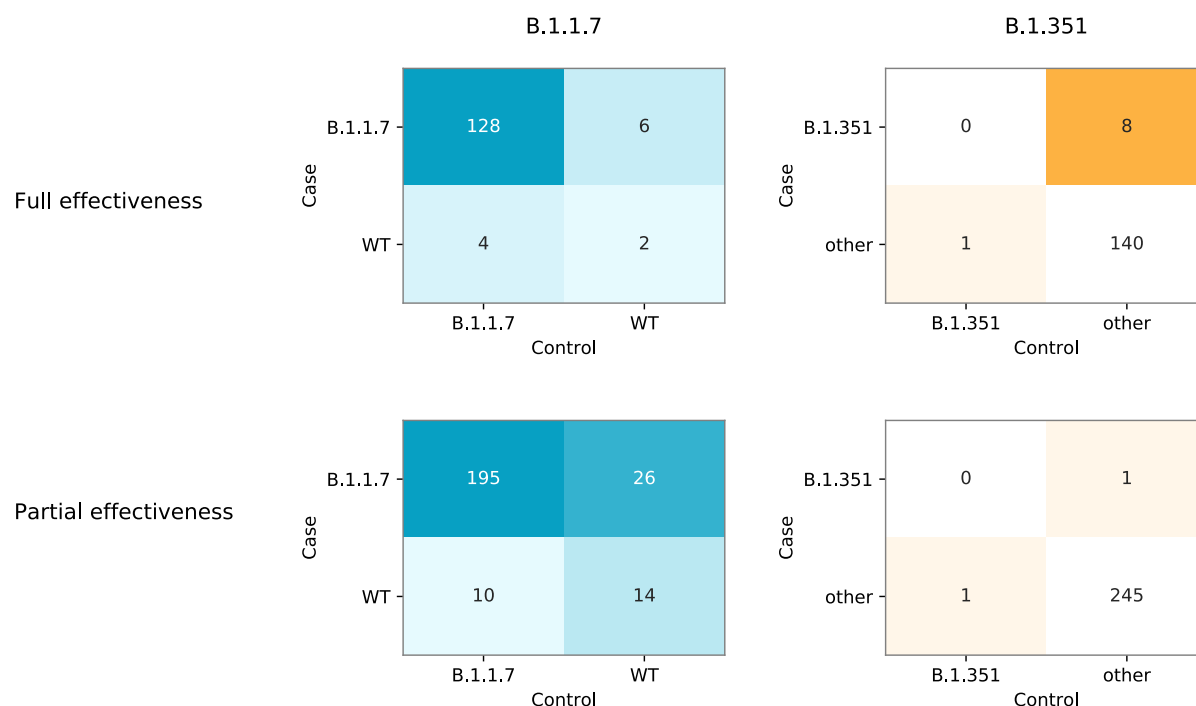 B.1.1.7 B.1.351
B.1.1.7 128 6 B.1.351 0 8
Case Case
Full effectiveness
WT 4 2 other 1 140
B.1.1.7 WT B.1.351 other
Control Control
B.1.1.7 195 26 B.1.351 0 1
Case Case
Partial effectiveness
WT 10 14 other 1 245
B.1.1.7 WT B.1.351 other
Control Control